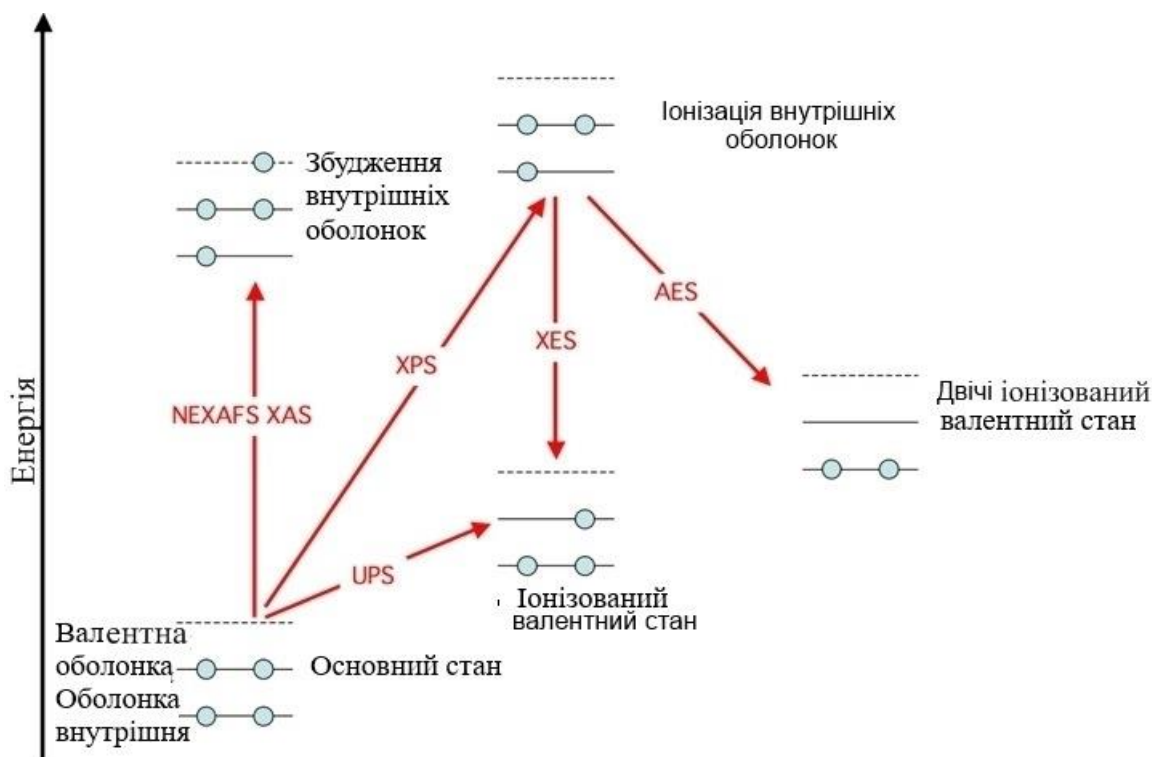 Іонізація внутрішніх
оболонок
Збудження
внутрішніх
оболонок
AES
XES
XPS
NEXAFS XAS
Двічі іонізований
валентний стан
Енергія
UPS
Іонізований
валентний стан
Валентна
оболонка
Основний стан
Оболонка
внутрішня